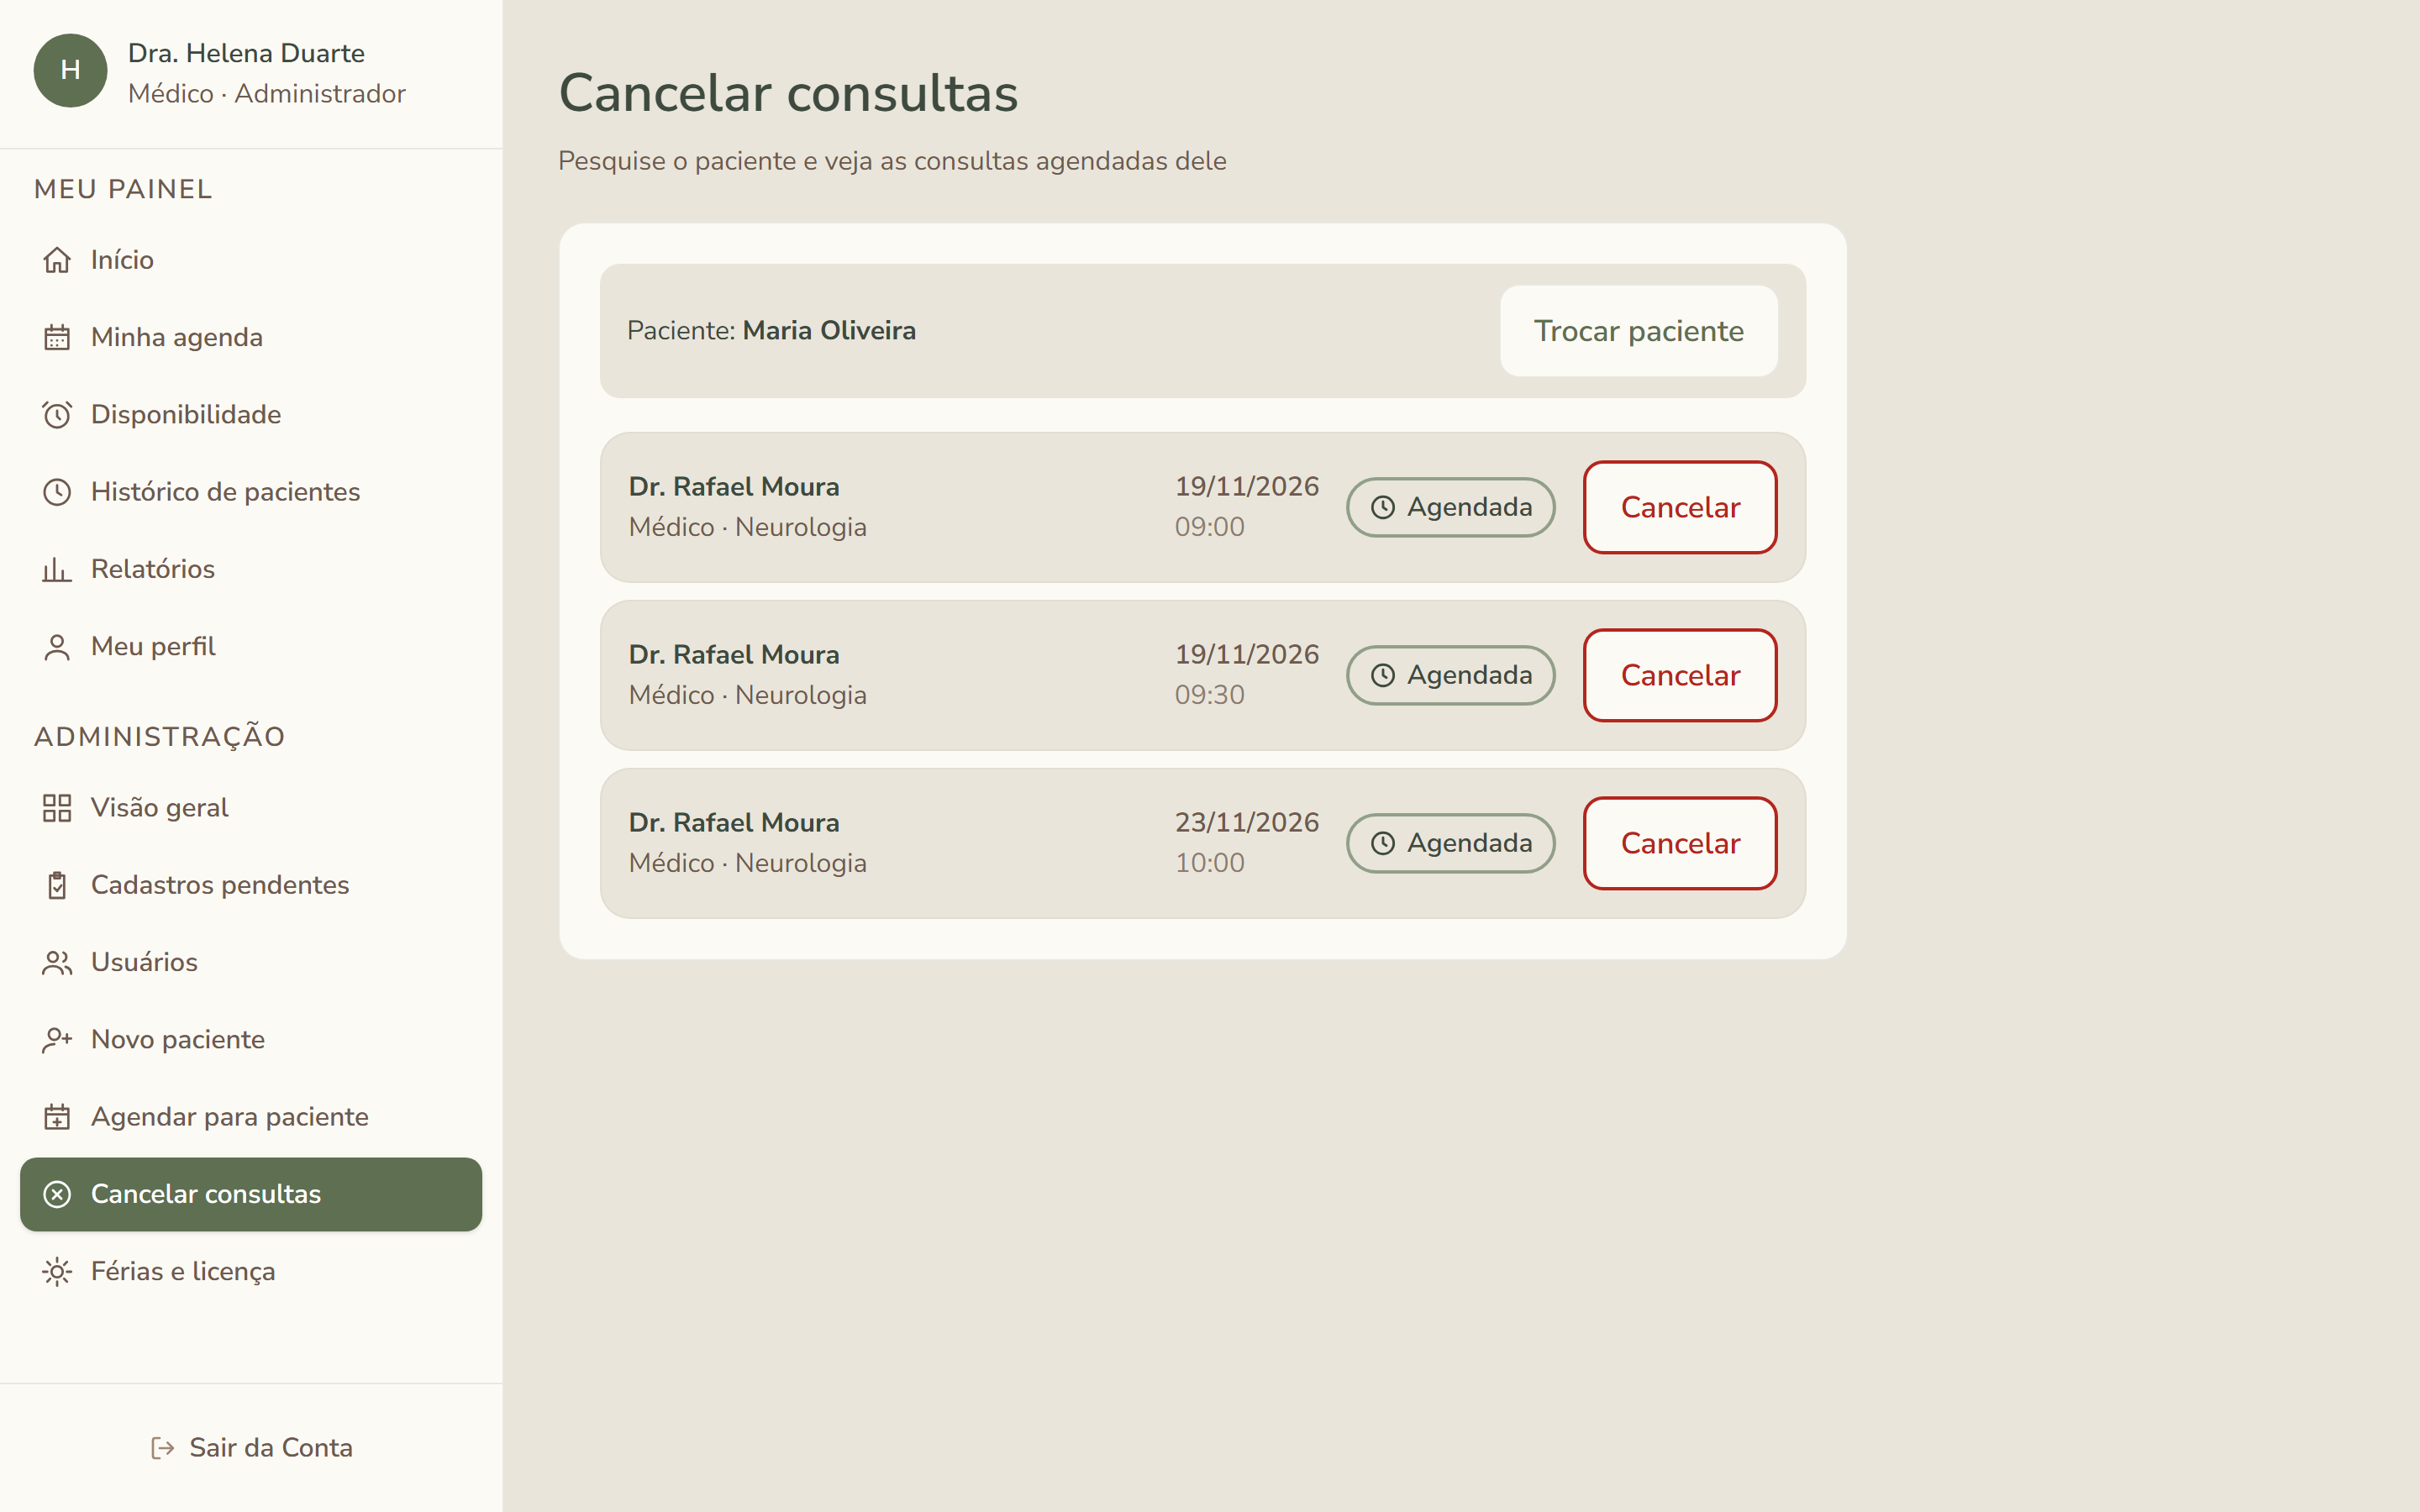 H
Dra. Helena Duarte
Médico · Administrador
MEU PAINEL
Início
Minha agenda
Disponibilidade
Histórico de pacientes
Relatórios
Meu perfil
ADMINISTRAÇÃO
Visão geral
Cadastros pendentes
Usuários
Novo paciente
Agendar para paciente
Cancelar consultas
Férias e licença
Sair da Conta
Cancelar consultas
Pesquise o paciente e veja as consultas agendadas dele
Paciente: Maria Oliveira
Trocar paciente
Dr. Rafael Moura
Médico · Neurologia
19/11/2026
09:00
Agendada
Cancelar
Dr. Rafael Moura
Médico · Neurologia
19/11/2026
09:30
Agendada
Cancelar
Dr. Rafael Moura
Médico · Neurologia
23/11/2026
10:00
Agendada
Cancelar